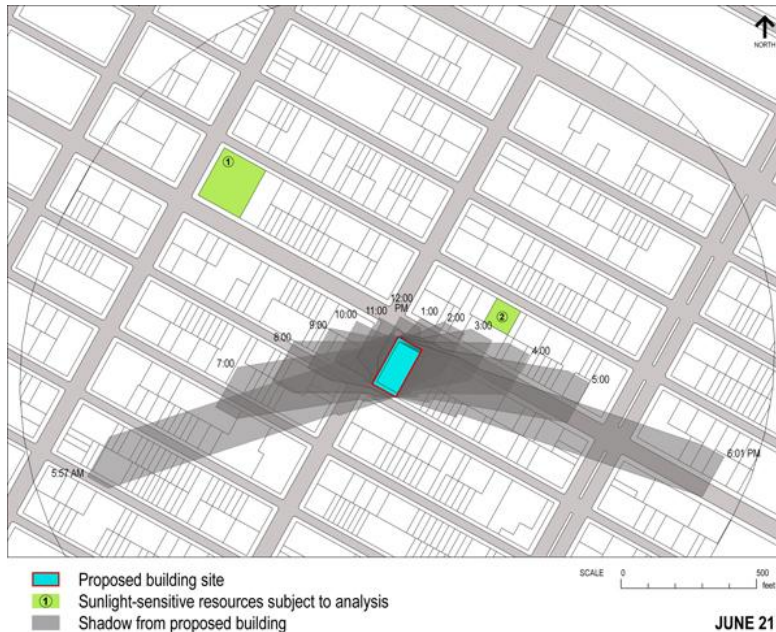 NORTH
①
12:00
PM
11:00
1:00
10:00
2:00
②
9:00
3:00
8:00
4:00
7:00
5:00
6:01 PM
5:57 AM
Proposed building site
① Sunlight-sensitive resources subject to analysis
Shadow from proposed building
SCALE 0 500
feet
JUNE 21